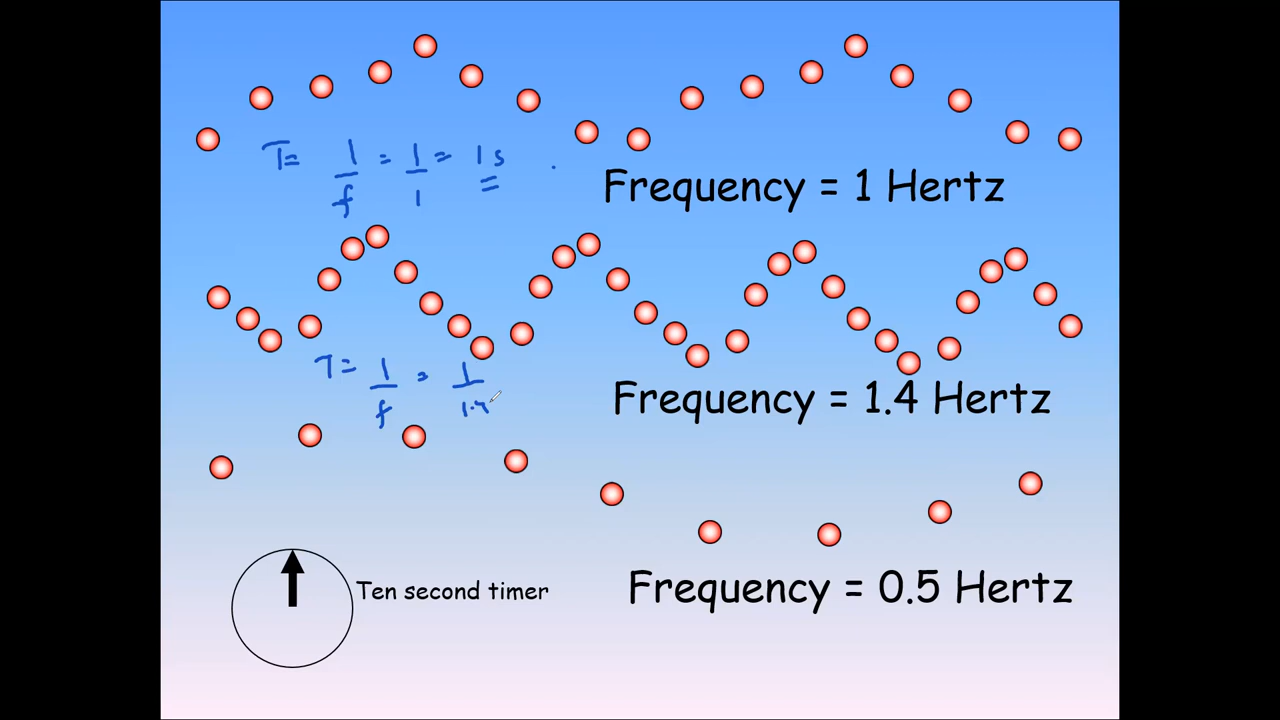 T= 1/f = 1/1 = 1s
Frequency = 1 Hertz
T= 1/f = 1/1.4
Frequency = 1.4 Hertz
Ten second timer
Frequency = 0.5 Hertz